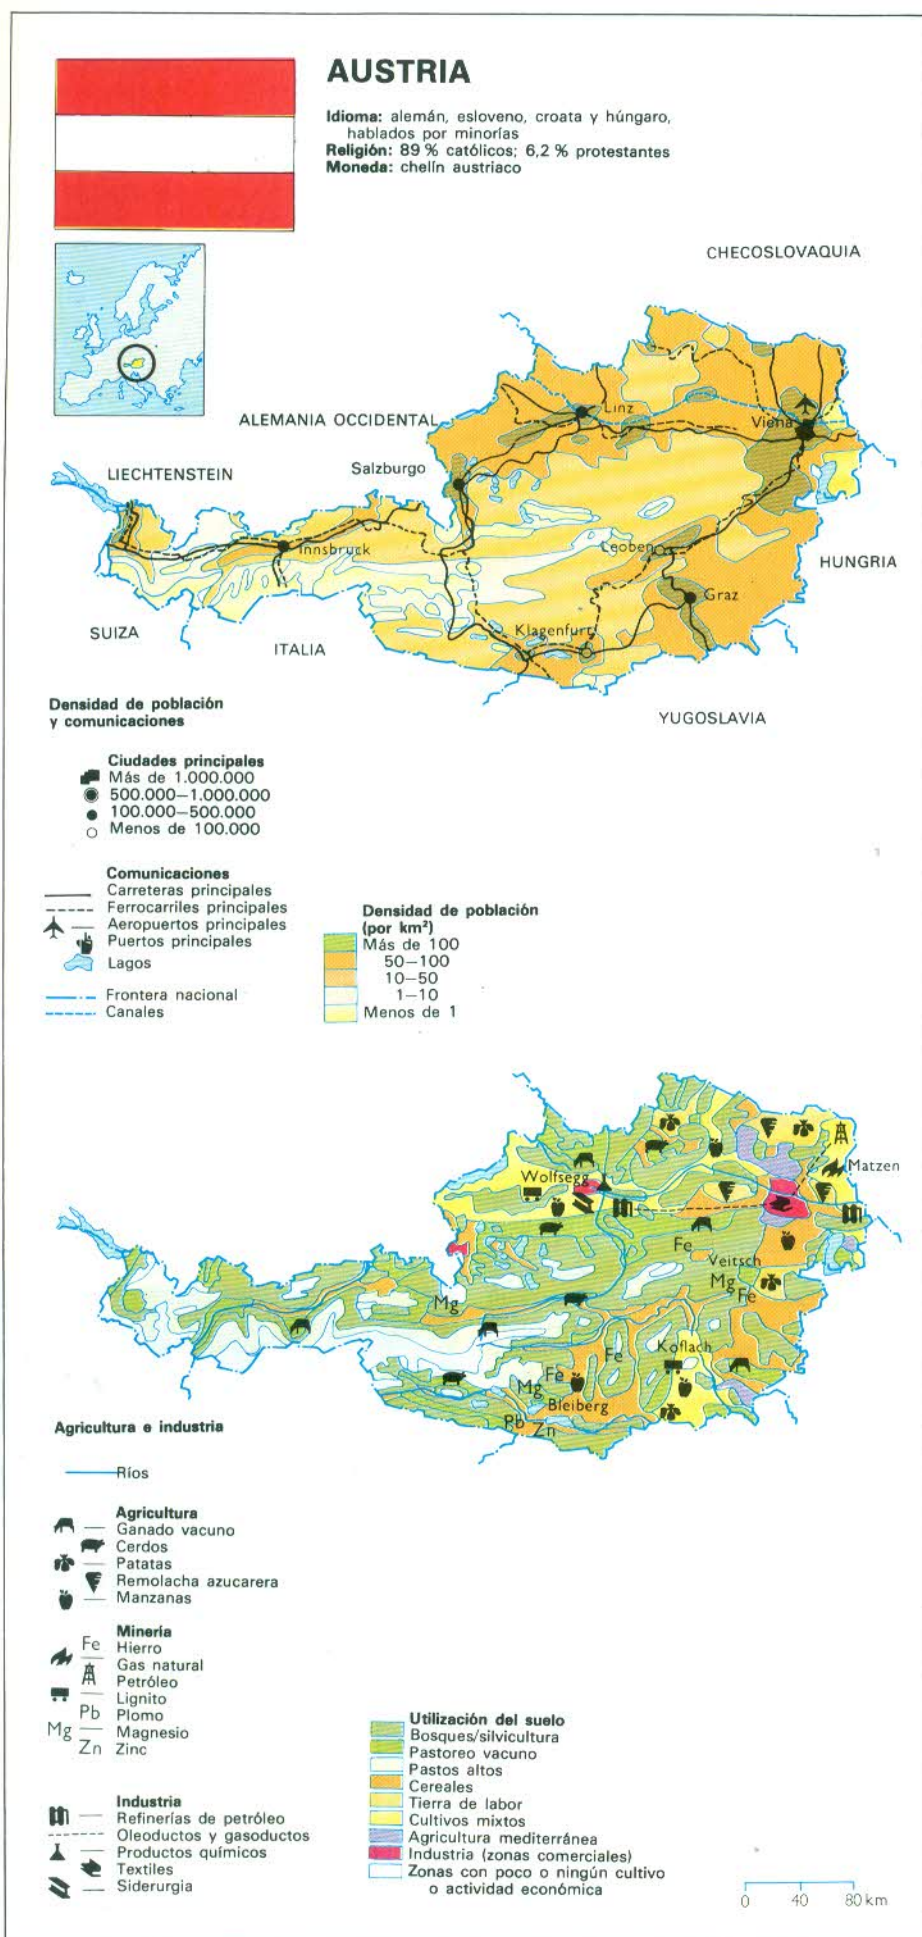 AUSTRIA
Idioma: alemán, esloveno, croata y húngaro,
hablados por minorías
Religión: 89 % católicos; 6,2 % protestantes
Moneda: chelín austriaco
CHECOSLOVAQUIA
ALEMANIA OCCIDENTAL
Linz
Viena
Salzburgo
LIECHTENSTEIN
Innsbruck
Leoben
HUNGRIA
Graz
SUIZA
ITALIA
Klagenfurt
YUGOSLAVIA
Densidad de población
y comunicaciones
Ciudades principales
Más de 1.000.000
500.000—1.000.000
100.000—500.000
Menos de 100.000
Comunicaciones
Carreteras principales
Ferrocarriles principales
Aeropuertos principales
Puertos principales
Lagos
Frontera nacional
Canales
Densidad de población
(por km²)
Más de 100
50—100
10—50
1—10
Menos de 1
Matzen
Wolfsegg
Fe
Veitsch
Mg
Fe
Mg
Koflach
Fe
Fe
Mg
Bleiberg
Pb
Zn
Agricultura e industria
Ríos
Agricultura
Ganado vacuno
Cerdos
Patatas
Remolacha azucarera
Manzanas
Minería
Fe Hierro
Gas natural
Petróleo
Lignito
Pb Plomo
Mg Magnesio
Zn Zinc
Industria
Refinerías de petróleo
Oleoductos y gasoductos
Productos químicos
Textiles
Siderurgia
Utilización del suelo
Bosques/silvicultura
Pastoreo vacuno
Pastos altos
Cereales
Tierra de labor
Cultivos mixtos
Agricultura mediterránea
Industria (zonas comerciales)
Zonas con poco o ningún cultivo
o actividad económica
0 40 80 km